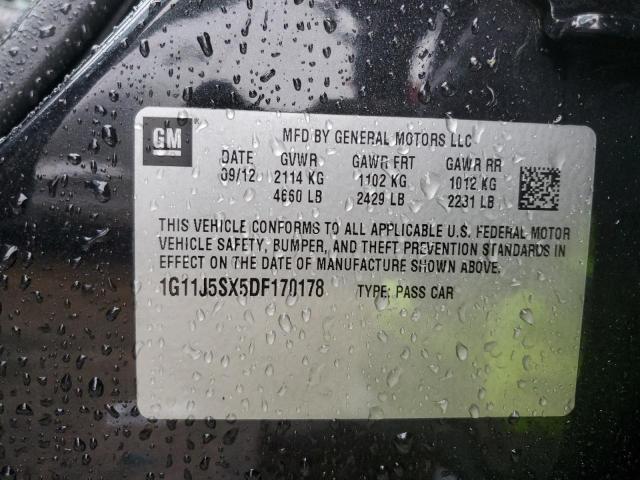 GM
MFD BY GENERAL MOTORS LLC
DATE GVWR GAWR FRT GAWR RR
09/12 2114 KG 1102 KG 1012 KG
4660 LB 2429 LB 2231 LB
THIS VEHICLE CONFORMS TO ALL APPLICABLE U.S. FEDERAL MOTOR
VEHICLE SAFETY, BUMPER, AND THEFT PREVENTION STANDARDS IN
EFFECT ON THE DATE OF MANUFACTURE SHOWN ABOVE.
1G11J5SX5DF170178 TYPE: PASS CAR